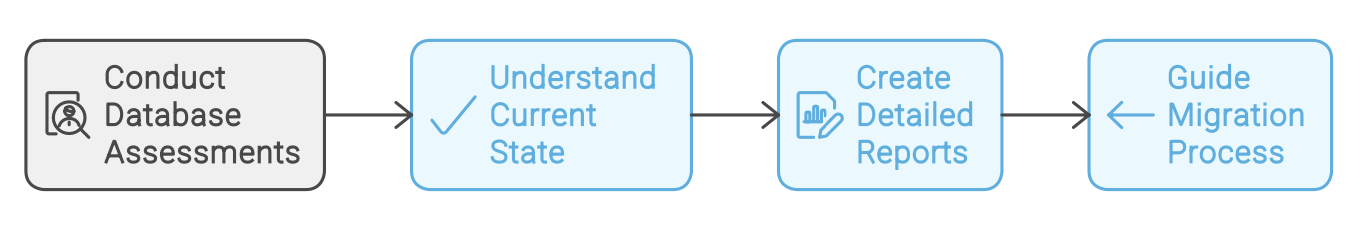 Conduct
Database
Assessments
Understand
Current
State
Create
Detailed
Reports
Guide
Migration
Process